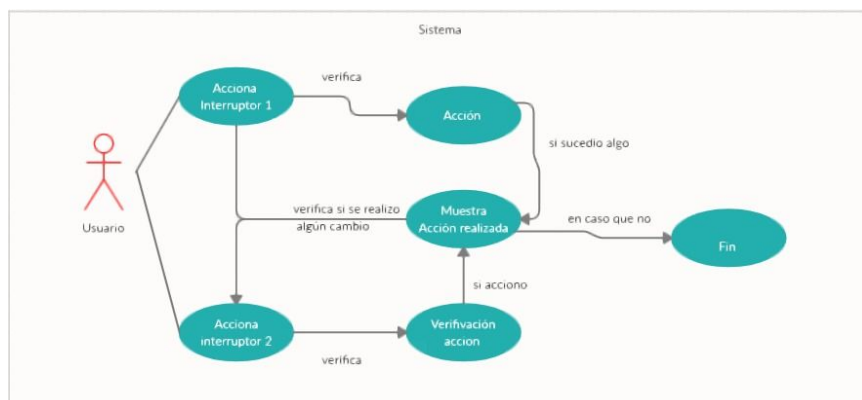 Sistema
verifica
Acciona
Interruptor 1
Acción
si sucedio algo
Usuario
verifica si se realizo
algún cambio
Muestra
Acción realizada
en caso que no
Fin
si acciono
Acciona
interruptor 2
verifica
Verifivación
accion